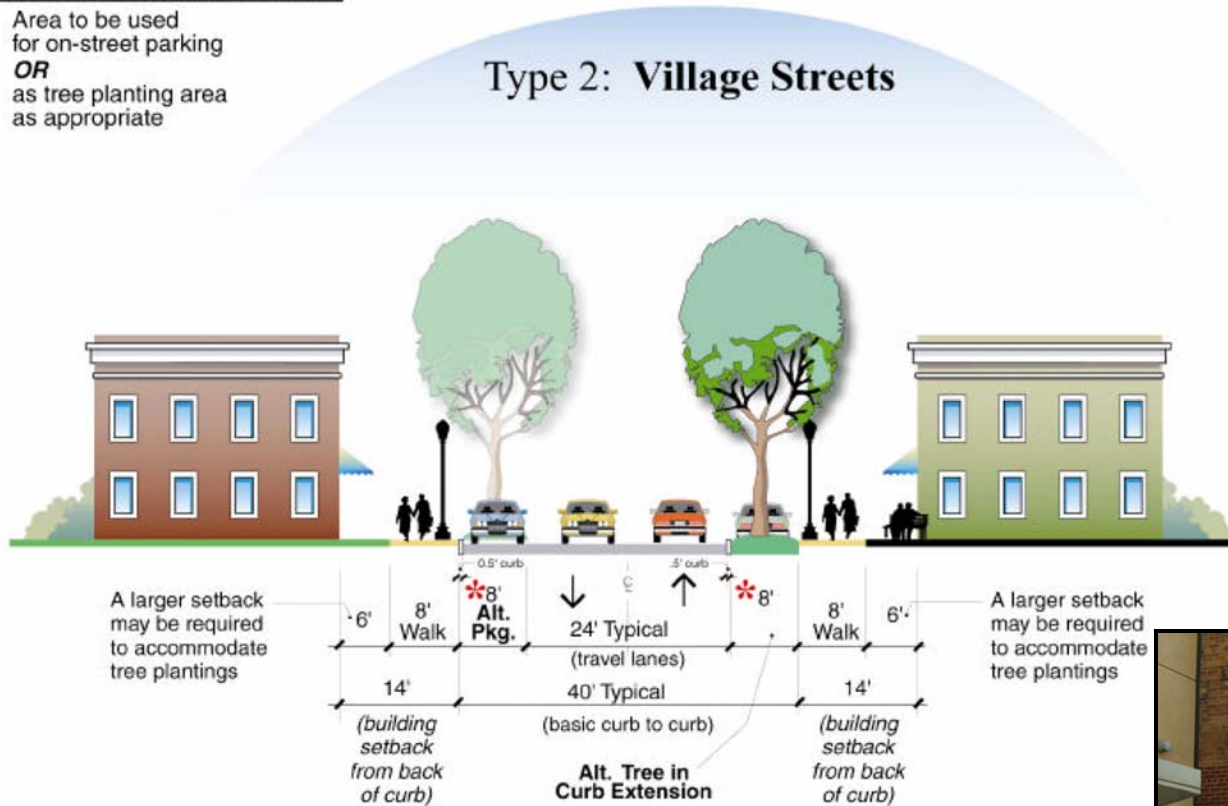 Area to be used
for on-street parking
OR
as tree planting area
as appropriate
Type 2: Village Streets
0.5' curb
.5' curb
A larger setback
may be required
to accommodate
tree plantings
6'
8'
Walk
*8'
Alt.
Pkg.
↓
℄
↑
24' Typical
(travel lanes)
*8'
8'
Walk
6'
A larger setback
may be required
to accommodate
tree plantings
14'
(building
setback
from back
of curb)
40' Typical
(basic curb to curb)
Alt. Tree in
Curb Extension
14'
(building
setback
from back
of curb)